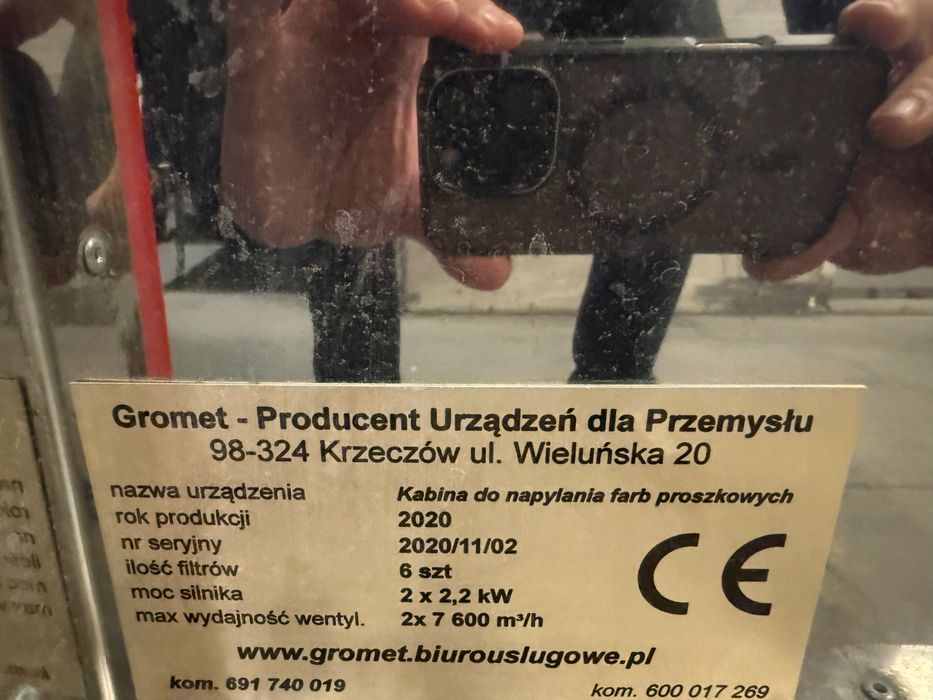 Gromet - Producent Urządzeń dla Przemysłu
98-324 Krzeczów ul. Wieluńska 20
nazwa urządzenia Kabina do napylania farb proszkowych
rok produkcji 2020
nr seryjny 2020/11/02
ilość filtrów 6 szt
moc silnika 2 x 2,2 kW
max wydajność wentyl. 2x 7 600 m³/h
CE
www.gromet.biurouslugowe.pl
kom. 691 740 019 kom. 600 017 269